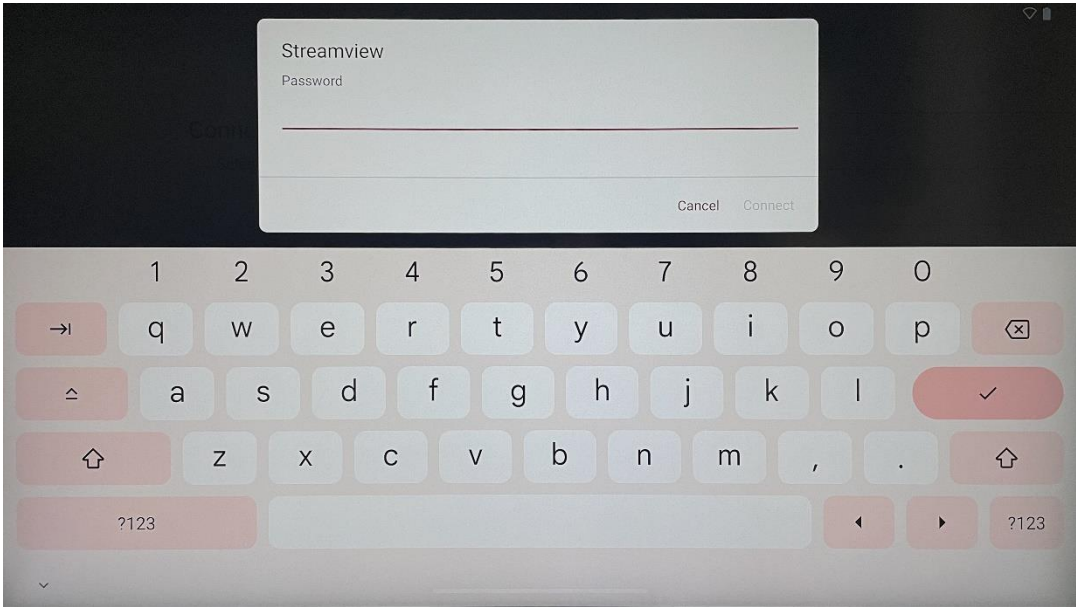 Streamview
Password
Cancel Connect
1 2 3 4 5 6 7 8 9 0
q w e r t y u i o p
a s d f g h j k l
z x c v b n m , .
?123 ?123